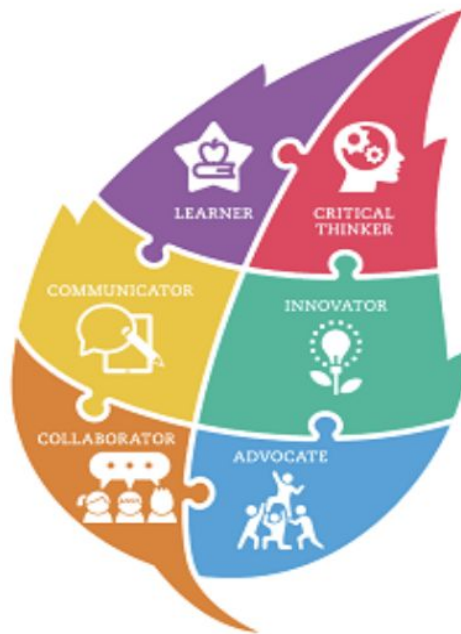 LEARNER
CRITICAL
THINKER
COMMUNICATOR
INNOVATOR
COLLABORATOR
ADVOCATE